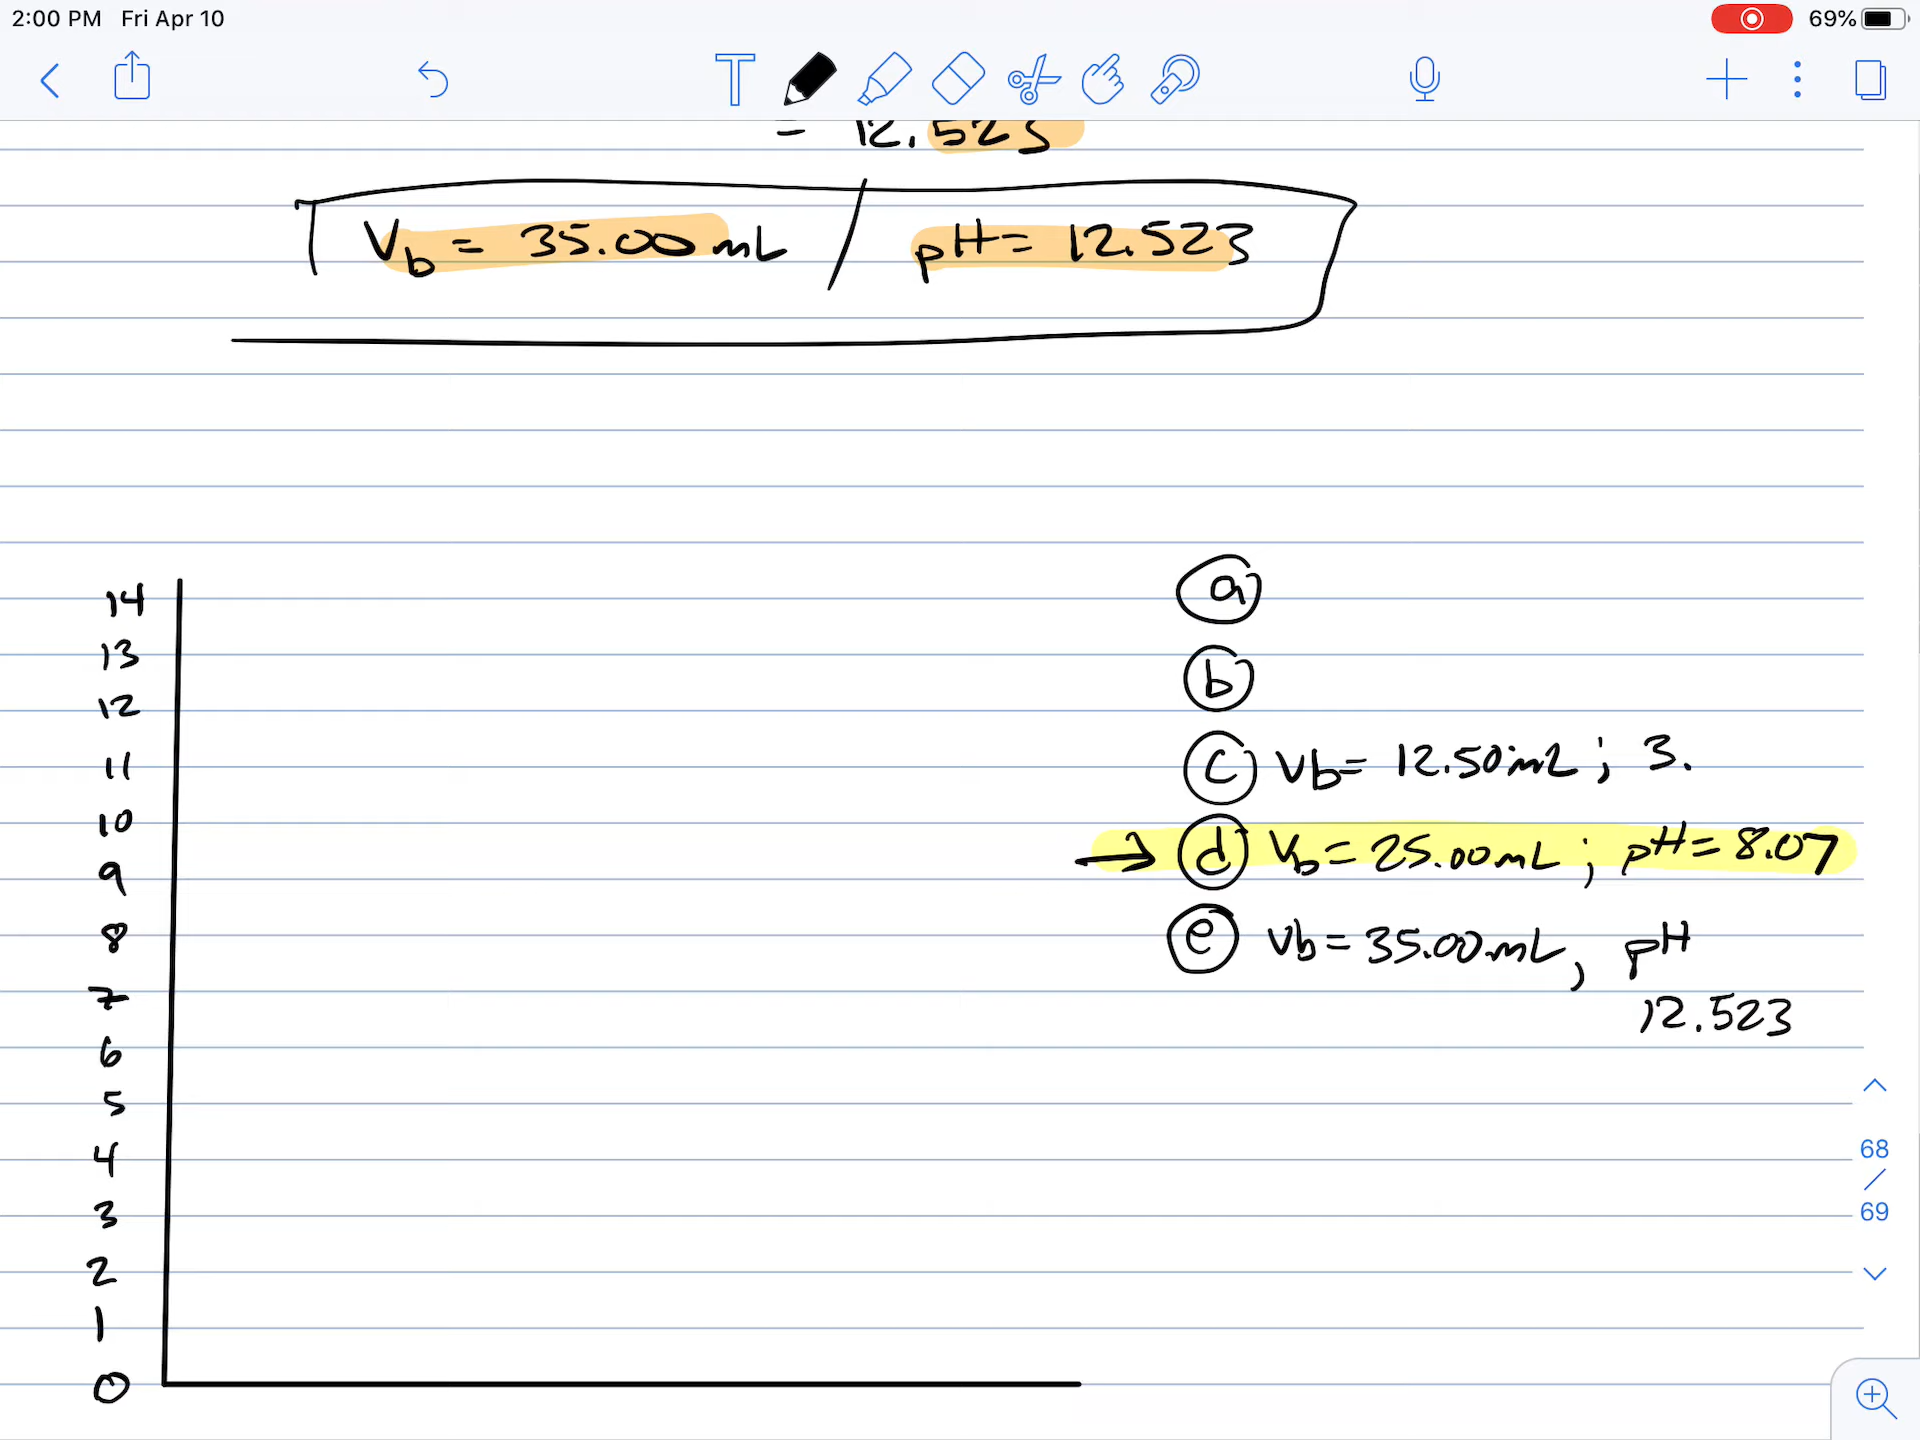 2:00 PM Fri Apr 10 69%
= 12.523
Vb = 35.00 mL / pH = 12.523
14
13
12
11
10
9
8
7
6
5
4
3
2
1
0
a
b
c Vb = 12.50 mL ; 3.
→ d Vb = 25.00 mL ; pH = 8.07
e Vb = 35.00 mL, pH
12.523
68
/
69